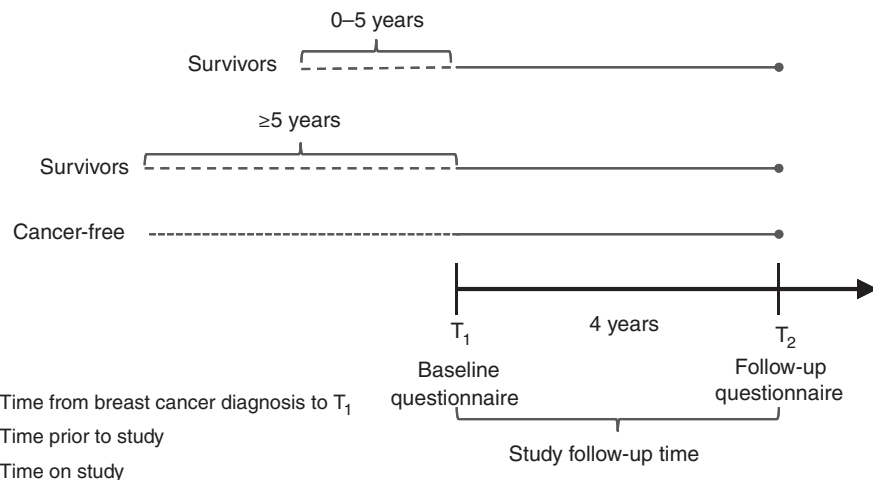 0–5 years
Survivors
≥5 years
Survivors
Cancer-free
T1
4 years
T2
Baseline
questionnaire
Follow-up
questionnaire
Time from breast cancer diagnosis to T1
Time prior to study
Study follow-up time
Time on study